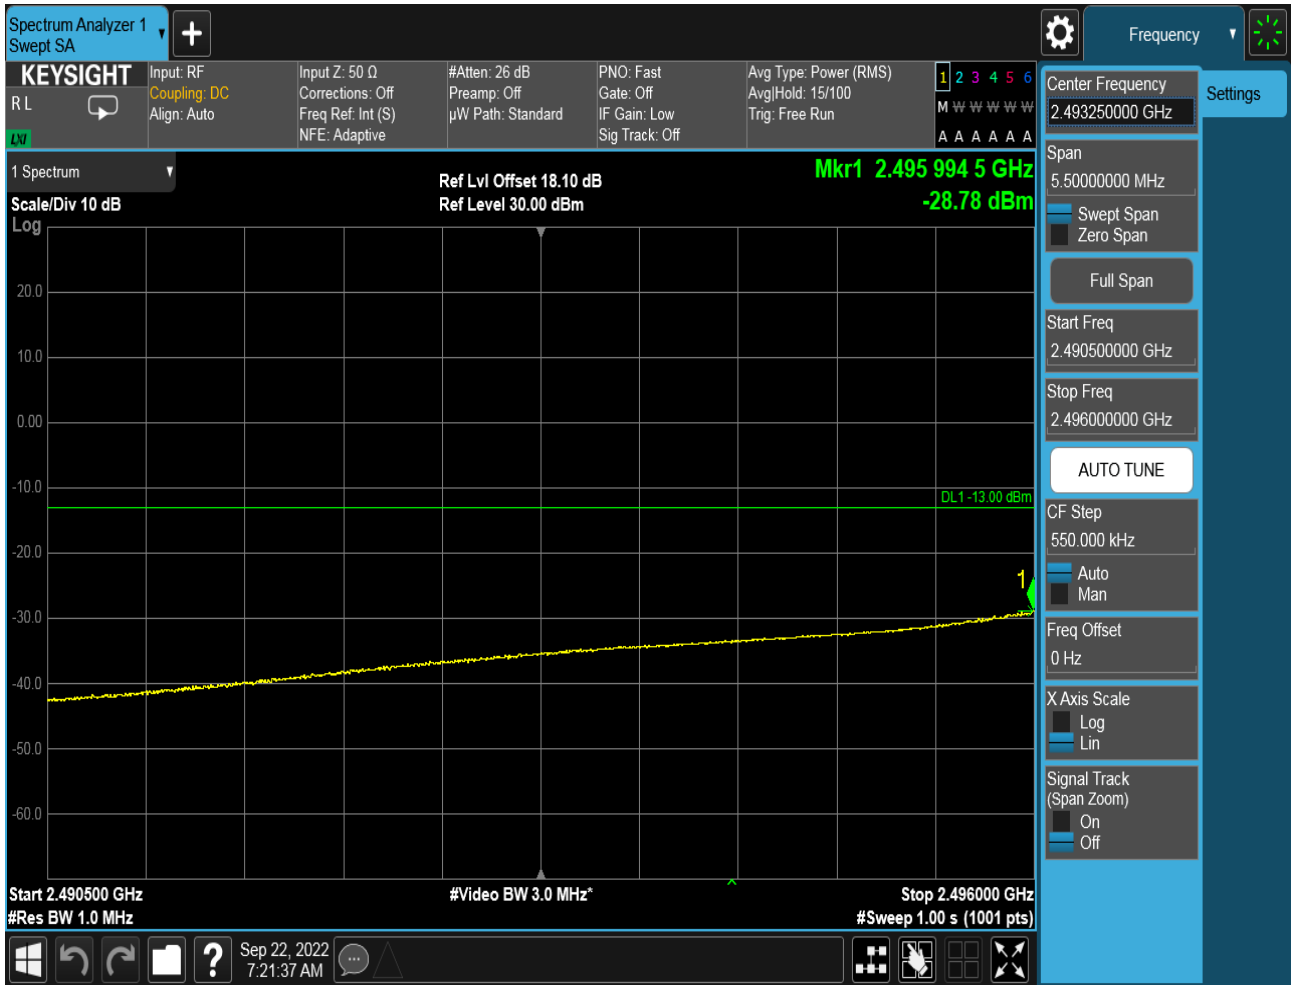 Spectrum Analyzer 1
Swept SA
Frequency
KEYSIGHT
R L
LXI
Input: RF
Coupling: DC
Align: Auto
Input Z: 50 Ω
Corrections: Off
Freq Ref: Int (S)
NFE: Adaptive
#Atten: 26 dB
Preamp: Off
µW Path: Standard
PNO: Fast
Gate: Off
IF Gain: Low
Sig Track: Off
Avg Type: Power (RMS)
Avg|Hold: 15/100
Trig: Free Run
1 2 3 4 5 6
M W W W W W
A A A A A A
1 Spectrum
Scale/Div 10 dB
Log
Ref Lvl Offset 18.10 dB
Ref Level 30.00 dBm
Mkr1 2.495 994 5 GHz
-28.78 dBm
20.0
10.0
0.00
-10.0
DL1 -13.00 dBm
-20.0
1
-30.0
-40.0
-50.0
-60.0
Start 2.490500 GHz
#Res BW 1.0 MHz
#Video BW 3.0 MHz*
Stop 2.496000 GHz
#Sweep 1.00 s (1001 pts)
Sep 22, 2022
7:21:37 AM
Center Frequency
2.493250000 GHz
Settings
Span
5.50000000 MHz
Swept Span
Zero Span
Full Span
Start Freq
2.490500000 GHz
Stop Freq
2.496000000 GHz
AUTO TUNE
CF Step
550.000 kHz
Auto
Man
Freq Offset
0 Hz
X Axis Scale
Log
Lin
Signal Track
(Span Zoom)
On
Off